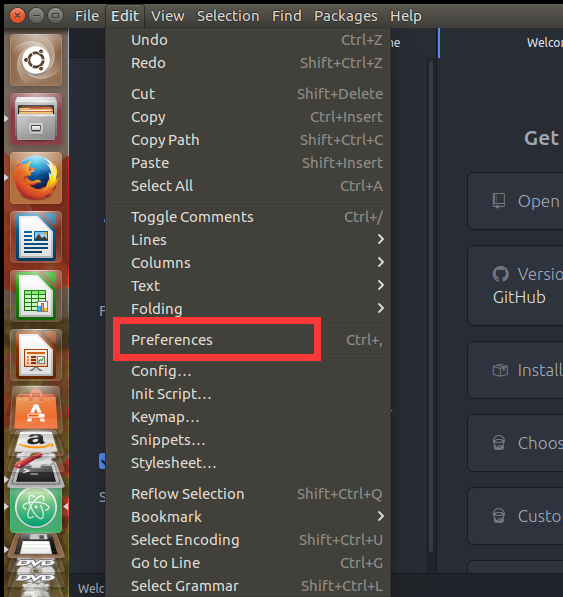 File Edit View Selection Find Packages Help
Undo Ctrl+Z
Redo Shift+Ctrl+Z
Cut Shift+Delete
Copy Ctrl+Insert
Copy Path Shift+Ctrl+C
Paste Shift+Insert
Select All Ctrl+A
Toggle Comments Ctrl+/
Lines
Columns
Text
Folding
Preferences Ctrl+,
Config…
Init Script…
Keymap…
Snippets…
Stylesheet…
Reflow Selection Shift+Ctrl+Q
Bookmark
Select Encoding Shift+Ctrl+U
Go to Line Ctrl+G
Select Grammar Shift+Ctrl+L
me
Welco
Get
Open
Versio
GitHub
Install
Choos
Custo
Welc
DVD
DVD